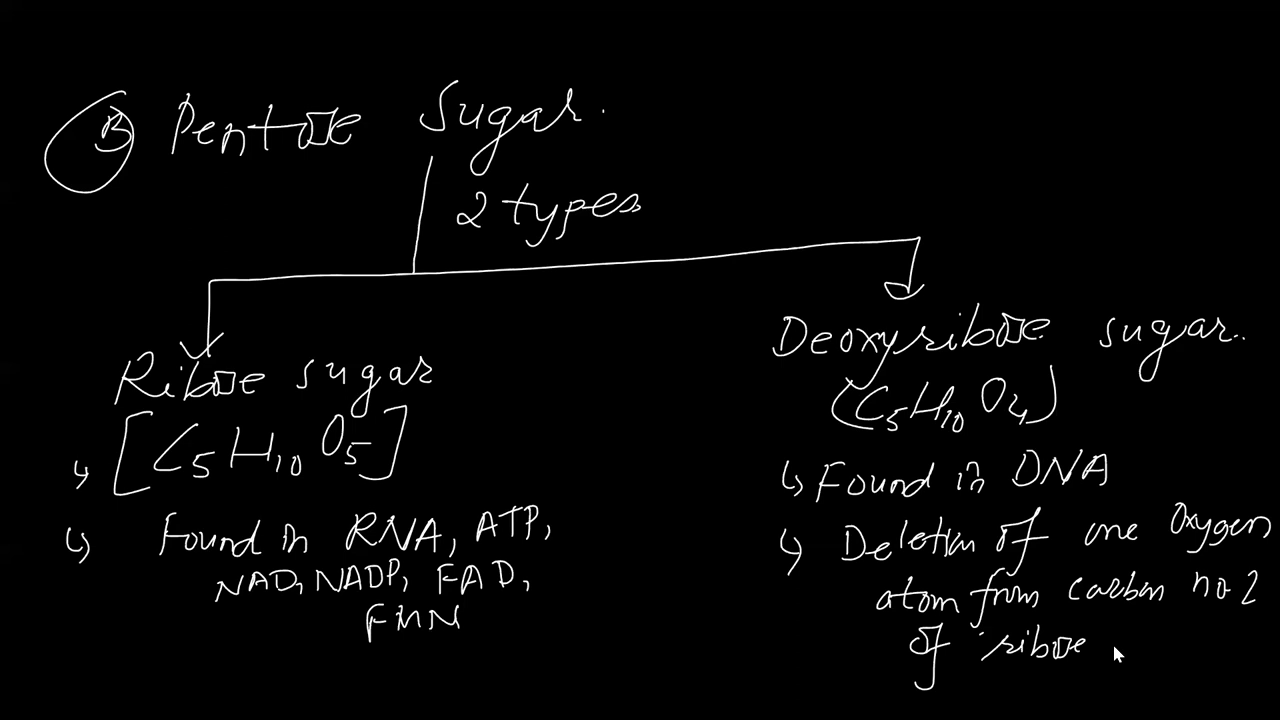 B Pentose Sugar.
2 types
Ribose sugar
[C5H10O5]
Found in RNA, ATP,
NAD, NADP, FAD,
FMN
Deoxyribose sugar..
(C5H10O4)
Found in DNA
Deletion of one Oxygen
atom from carbon no 2
of ribose